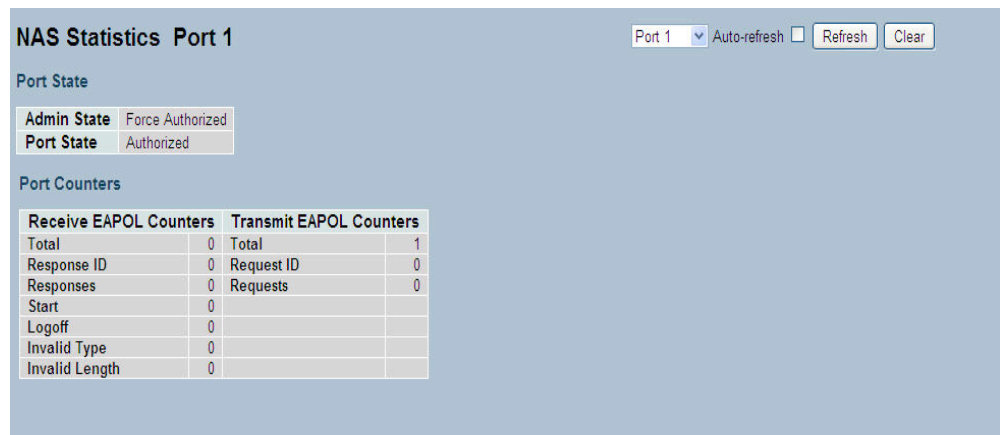 NAS Statistics Port 1
Port 1 Auto-refresh Refresh Clear
Port State
Admin State Force Authorized
Port State Authorized
Port Counters
Receive EAPOL Counters Transmit EAPOL Counters
Total 0 Total 1
Response ID 0 Request ID 0
Responses 0 Requests 0
Start 0
Logoff 0
Invalid Type 0
Invalid Length 0